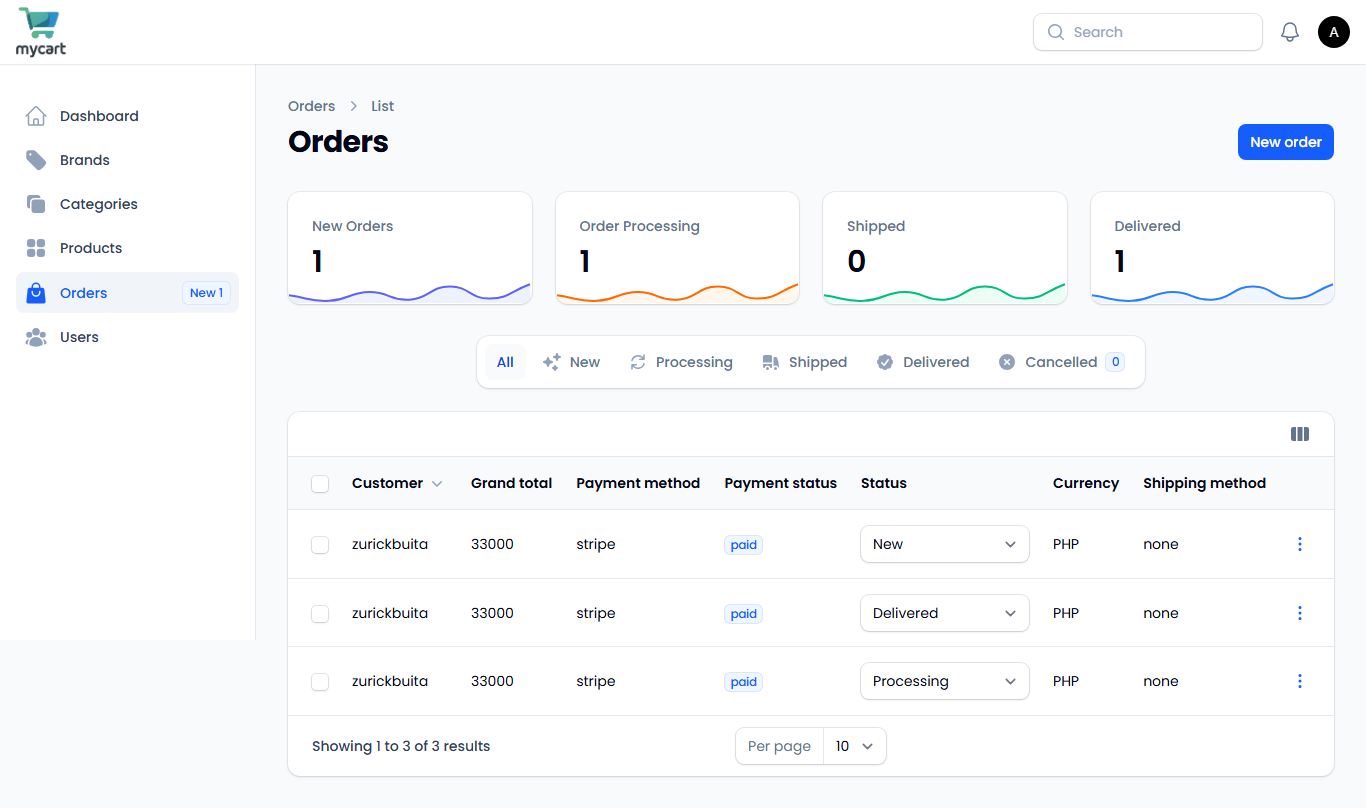 mycart
Search
A
Dashboard
Brands
Categories
Products
Orders New 1
Users
Orders List
Orders
New order
New Orders
1
Order Processing
1
Shipped
0
Delivered
1
All New Processing Shipped Delivered Cancelled 0
Customer Grand total Payment method Payment status Status Currency Shipping method
zurickbuita 33000 stripe paid New PHP none
zurickbuita 33000 stripe paid Delivered PHP none
zurickbuita 33000 stripe paid Processing PHP none
Showing 1 to 3 of 3 results Per page 10